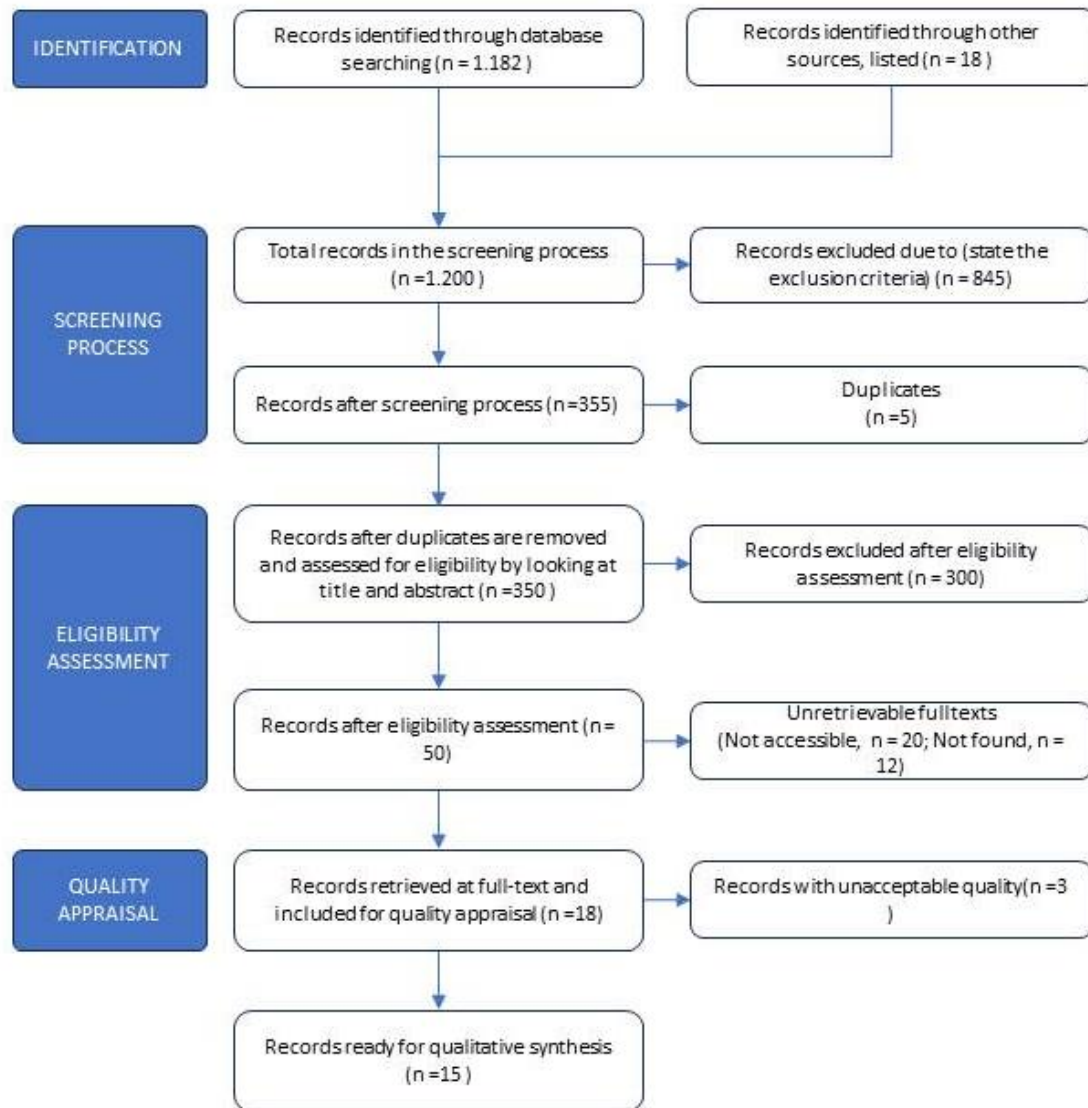 IDENTIFICATION
Records identified through database
searching (n = 1.182 )
Records identified through other
sources, listed (n = 18 )
SCREENING
PROCESS
Total records in the screening process
(n =1.200 )
Records excluded due to (state the
exclusion criteria) (n = 845)
Records after screening process (n =355)
Duplicates
(n =5)
ELIGIBILITY
ASSESSMENT
Records after duplicates are removed
and assessed for eligibility by looking at
title and abstract (n =350 )
Records excluded after eligibility
assessment (n = 300)
Records after eligibility assessment (n =
50)
Unretrievable full texts
(Not accessible, n = 20; Not found, n =
12)
QUALITY
APPRAISAL
Records retrieved at full-text and
included for quality appraisal (n =18)
Records with unacceptable quality(n =3
)
Records ready for qualitative synthesis
(n =15 )